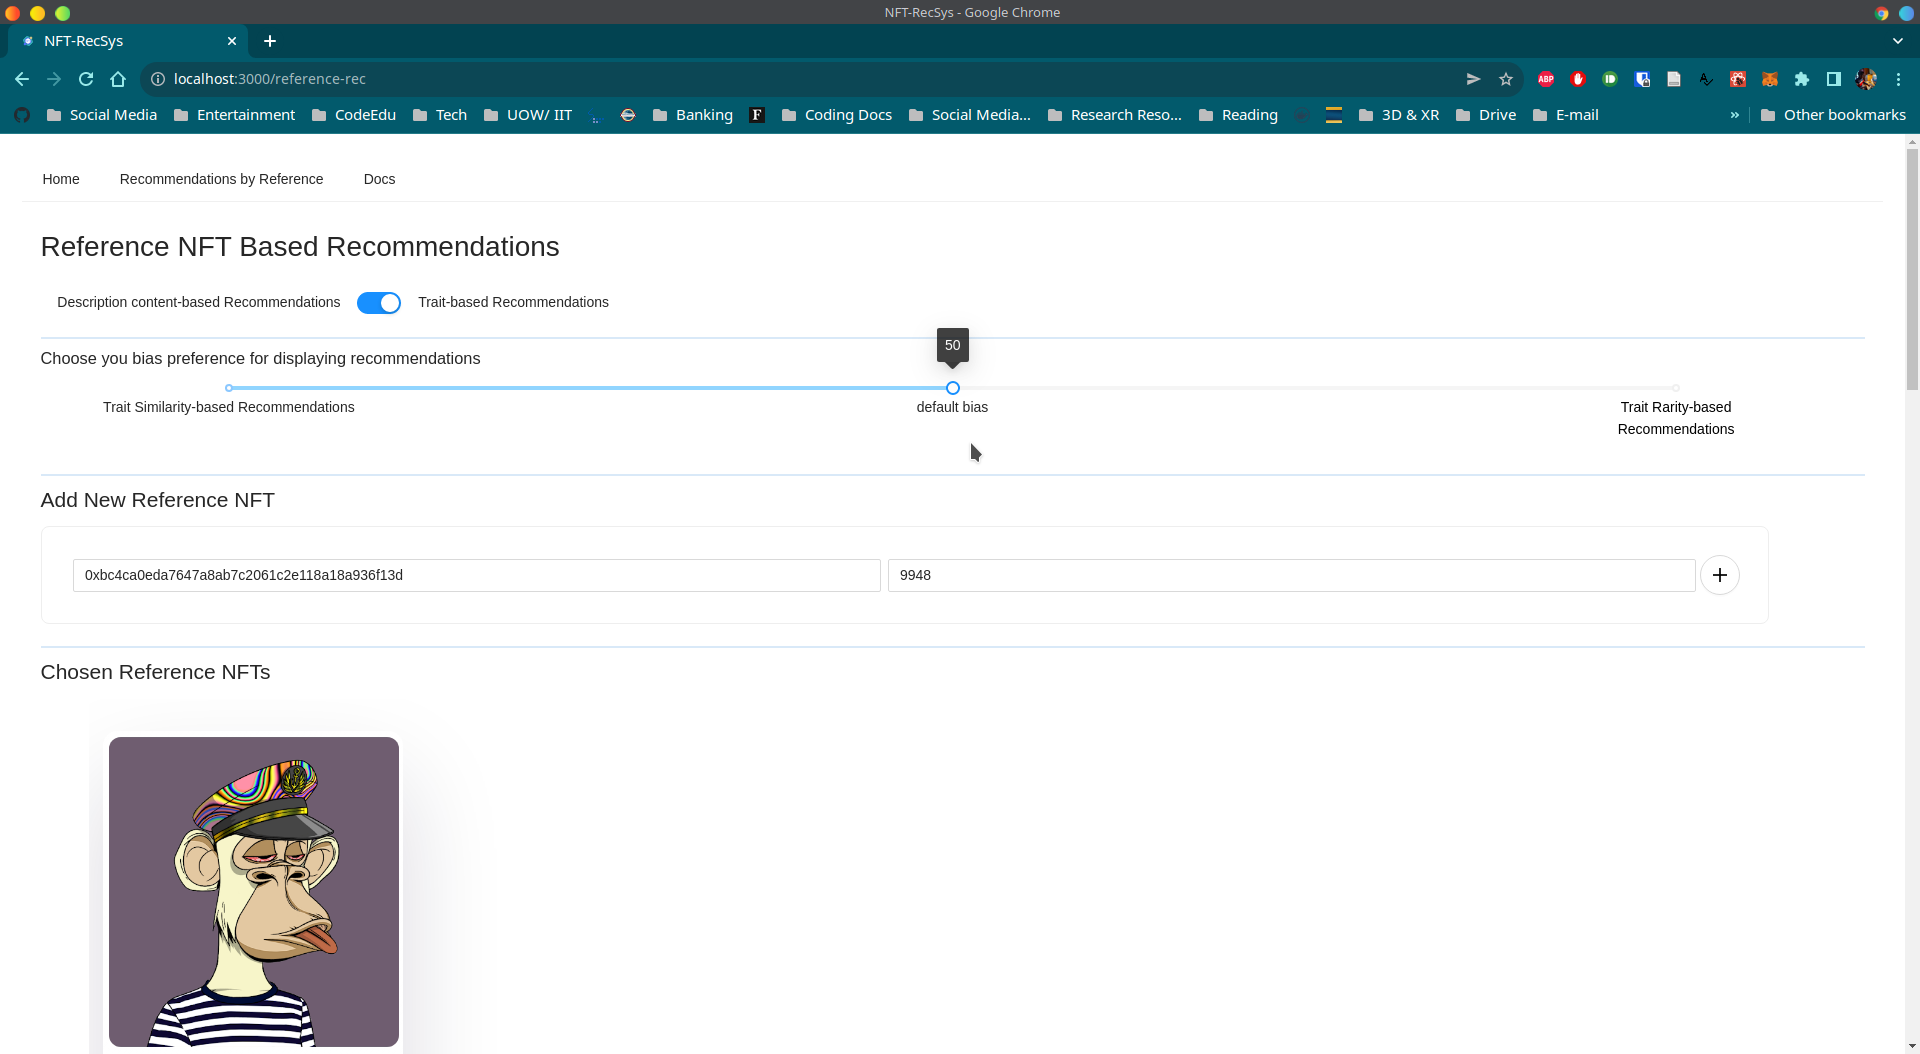 NFT-RecSys - Google Chrome
NFT-RecSys
localhost:3000/reference-rec
ABP
Social Media Entertainment CodeEdu Tech UOW/ IIT Banking F Coding Docs Social Media... Research Reso... Reading 3D & XR Drive E-mail » Other bookmarks
Home Recommendations by Reference Docs
Reference NFT Based Recommendations
Description content-based Recommendations Trait-based Recommendations
50
Choose you bias preference for displaying recommendations
Trait Similarity-based Recommendations default bias Trait Rarity-based
Recommendations
Add New Reference NFT
0xbc4ca0eda7647a8ab7c2061c2e118a18a936f13d 9948
Chosen Reference NFTs